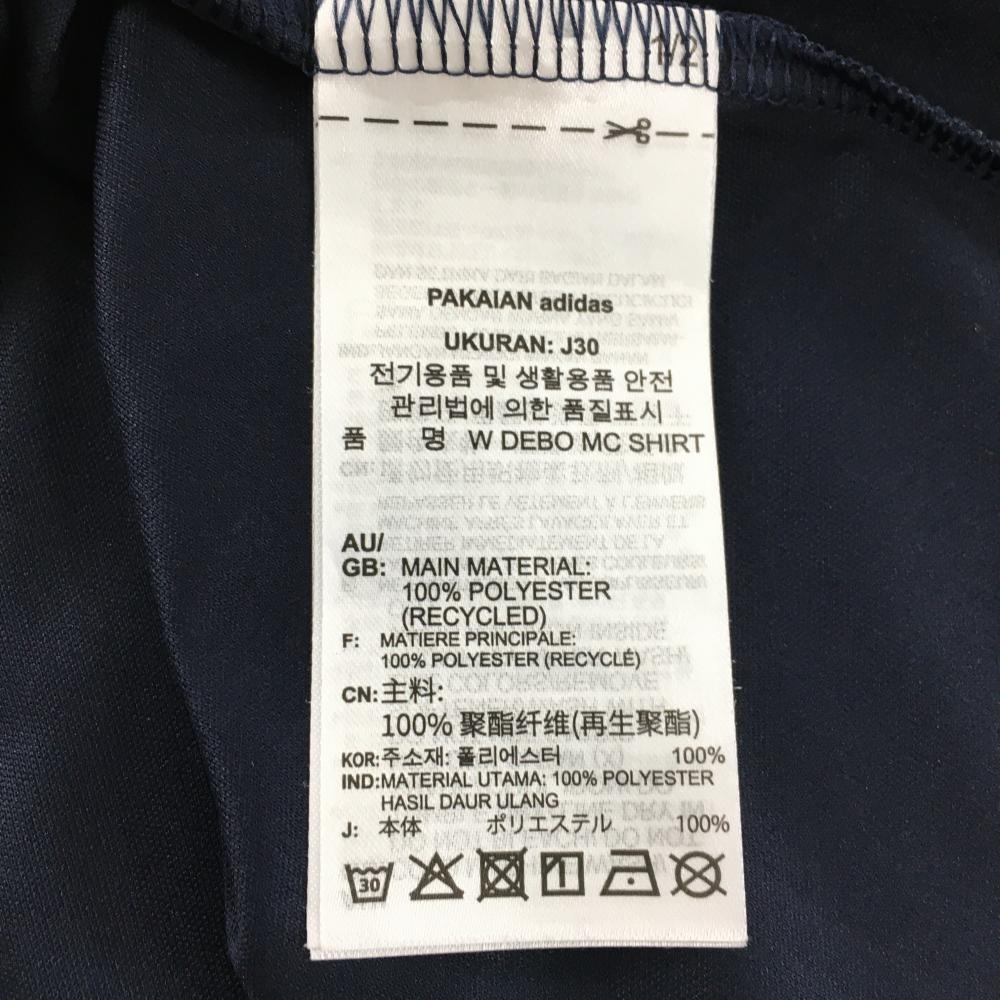 1/2
PAKAIAN adidas
UKURAN: J30
전기용품 및 생활용품 안전
관리법에 의한 품질표시
품 명 W DEBO MC SHIRT
AU/
GB: MAIN MATERIAL:
100% POLYESTER
(RECYCLED)
F: MATIERE PRINCIPALE:
100% POLYESTER (RECYCLÉ)
CN:主料:
100% 聚酯纤维(再生聚酯)
KOR:주소재: 폴리에스터 100%
IND:MATERIAL UTAMA: 100% POLYESTER
HASIL DAUR ULANG
J: 本体 ポリエステル 100%
30